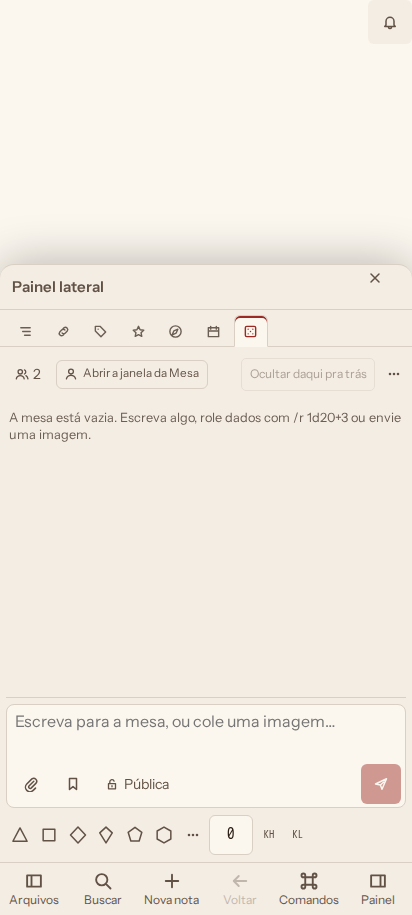 Painel lateral
2
Abrir a janela da Mesa
Ocultar daqui pra trás
A mesa está vazia. Escreva algo, role dados com /r 1d20+3 ou envie
uma imagem.
Escreva para a mesa, ou cole uma imagem...
Pública
0
KH
KL
Arquivos
Buscar
Nova nota
Voltar
Comandos
Painel